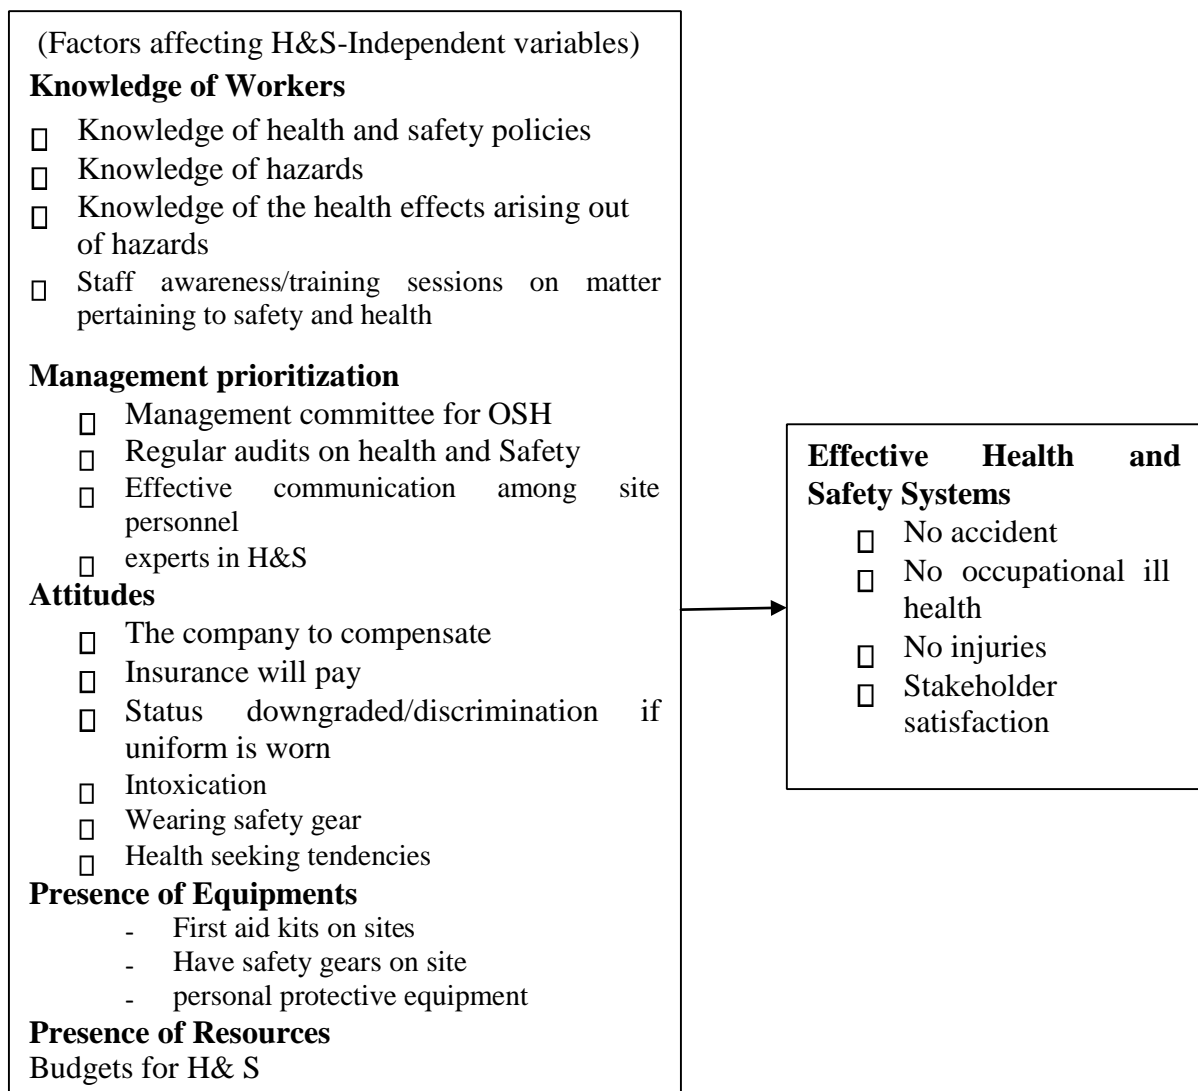 (Factors affecting H&S-Independent variables)
Knowledge of Workers
Knowledge of health and safety policies
Knowledge of hazards
Knowledge of the health effects arising out
of hazards
Staff awareness/training sessions on matter
pertaining to safety and health
Management prioritization
Management committee for OSH
Regular audits on health and Safety
Effective communication among site
personnel
experts in H&S
Attitudes
The company to compensate
Insurance will pay
Status downgraded/discrimination if
uniform is worn
Intoxication
Wearing safety gear
Health seeking tendencies
Presence of Equipments
- First aid kits on sites
- Have safety gears on site
- personal protective equipment
Presence of Resources
Budgets for H& S
Effective Health and
Safety Systems
No accident
No occupational ill
health
No injuries
Stakeholder
satisfaction